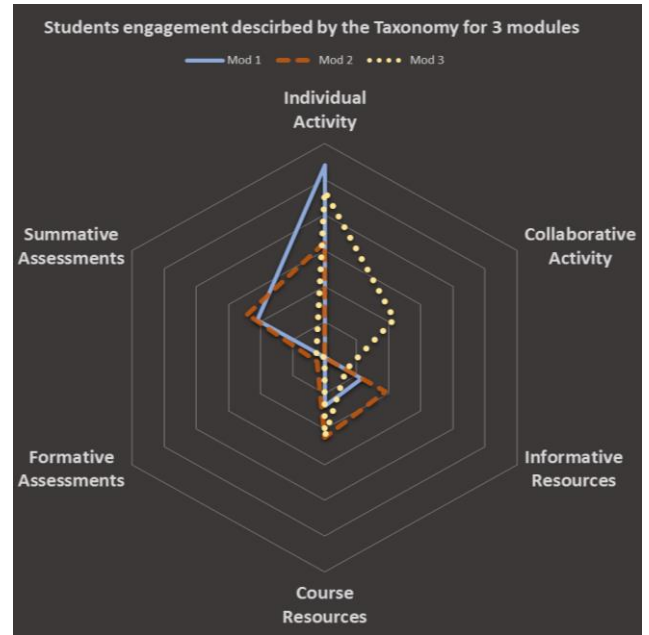 Students engagement descirbed by the Taxonomy for 3 modules
Mod 1 Mod 2 Mod 3
Individual
Activity
Summative
Assessments
Collaborative
Activity
Formative
Assessments
Informative
Resources
Course
Resources